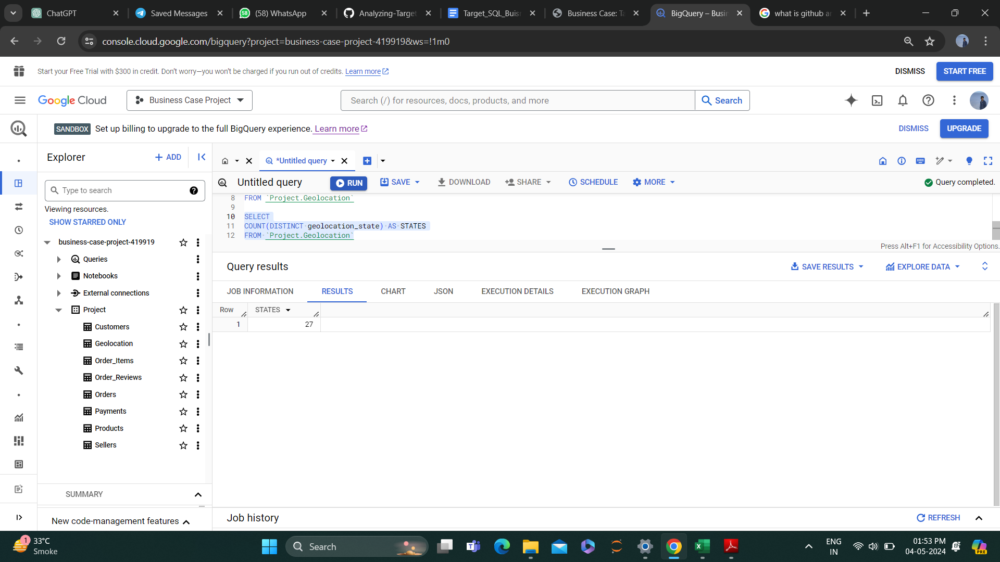 ChatGPT
Saved Messages
(58) WhatsApp
Analyzing-Target
Target_SQL_Buisn
Business Case: Ta
BigQuery – Busin
what is github an
console.cloud.google.com/bigquery?project=business-case-project-419919&ws=!1m0
Start your Free Trial with $300 in credit. Don't worry—you won't be charged if you run out of credits. Learn more
DISMISS
START FREE
Google Cloud
Business Case Project
Search (/) for resources, docs, products, and more
Search
SANDBOX Set up billing to upgrade to the full BigQuery experience. Learn more
DISMISS
UPGRADE
Explorer
+ ADD
*Untitled query
Untitled query
RUN
SAVE
DOWNLOAD
SHARE
SCHEDULE
MORE
Query completed.
Type to search
Viewing resources.
SHOW STARRED ONLY
business-case-project-419919
Queries
Notebooks
External connections
Project
Customers
Geolocation
Order_Items
Order_Reviews
Orders
Payments
Products
Sellers
SUMMARY
New code-management features
8 FROM `Project.Geolocation`
9
10 SELECT
11 COUNT(DISTINCT geolocation_state) AS STATES
12 FROM `Project.Geolocation`
Press Alt+F1 for Accessibility Options.
Query results
SAVE RESULTS
EXPLORE DATA
JOB INFORMATION
RESULTS
CHART
JSON
EXECUTION DETAILS
EXECUTION GRAPH
Row STATES
1 27
Job history
REFRESH
1
33°C
Smoke
Search
PRE
ENG
IN
01:53 PM
04-05-2024